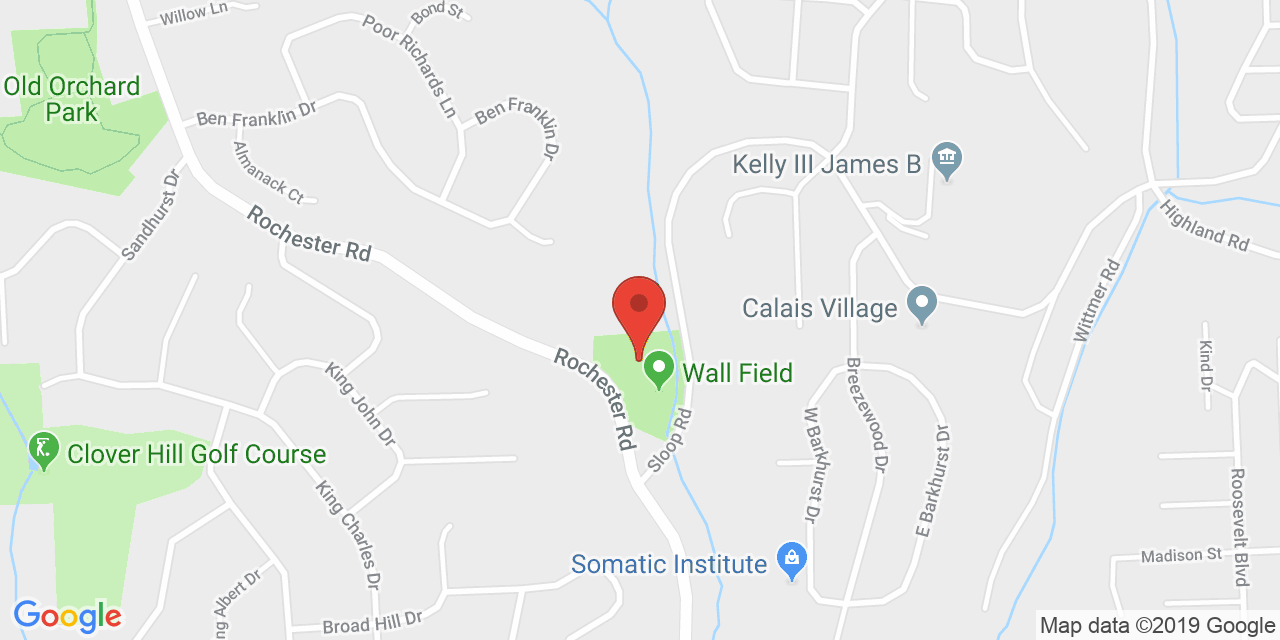 Willow Ln
Bond St
Poor Richards Ln
Old Orchard
Park
Ben Franklin Dr
Ben Franklin Dr
Almanack Ct
Sandhurst Dr
Rochester Rd
Kelly III James B
Highland Rd
Wittmer Rd
Calais Village
Rochester Rd
Wall Field
Kind Dr
King John Dr
Breezewood Dr
W Barkhurst Dr
E Barkhurst Dr
Sloop Rd
Clover Hill Golf Course
King Charles Dr
Roosevelt Blvd
Madison St
Somatic Institute
ng Albert Dr
Broad Hill Dr
Google
Map data ©2019 Google